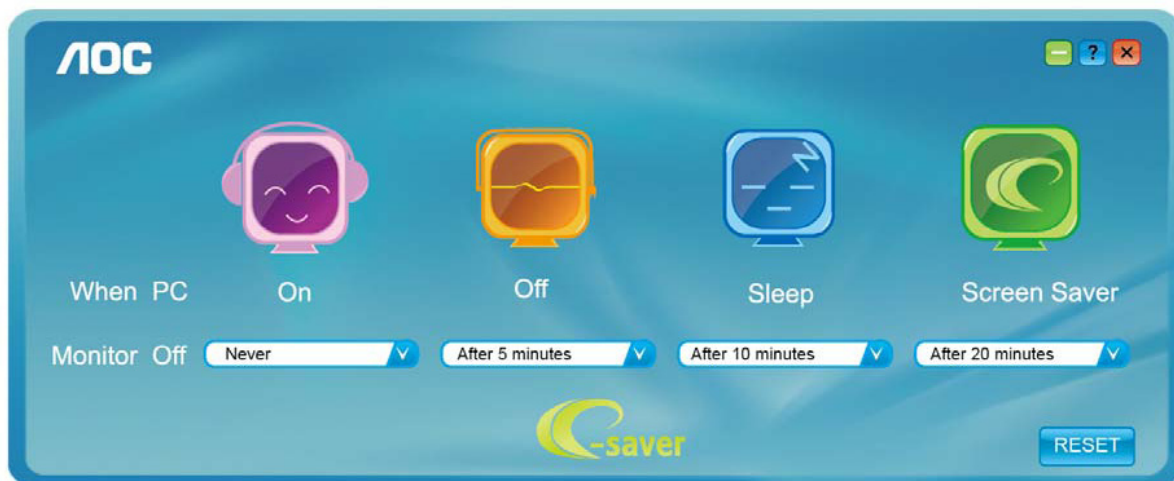 AOC
?
When PC On Off Sleep Screen Saver
Monitor Off Never After 5 minutes After 10 minutes After 20 minutes
e-saver
RESET